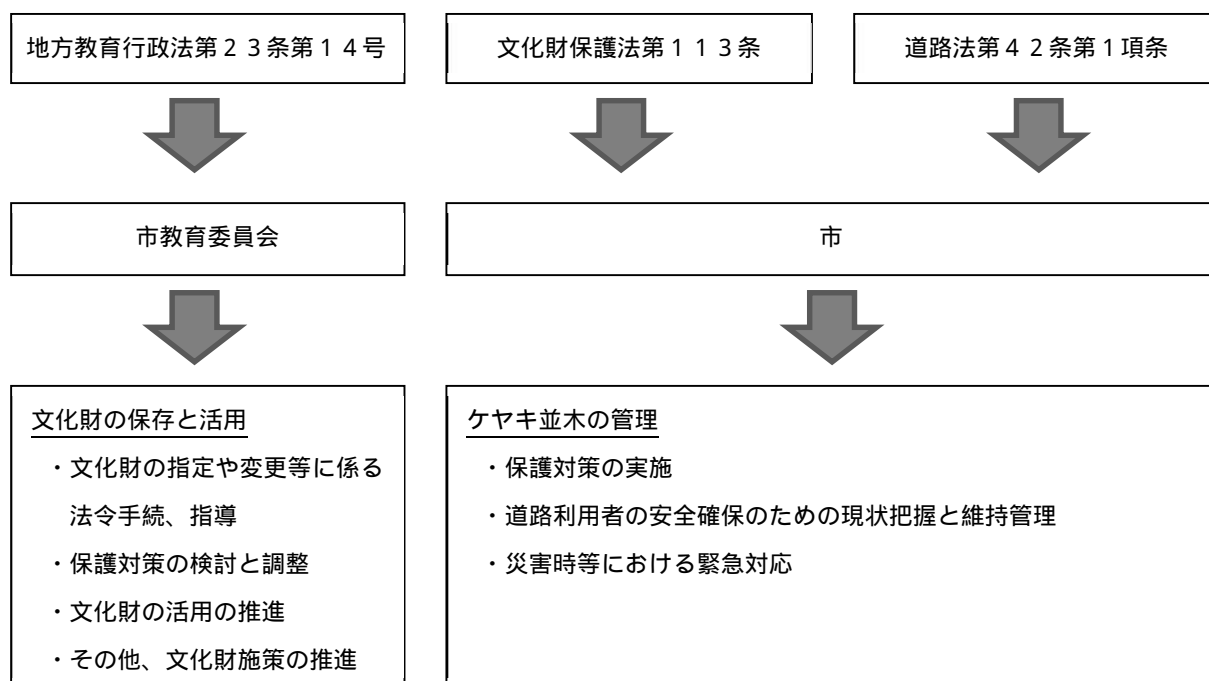 地方教育行政法第２３条第１４号
文化財保護法第１１３条
道路法第４２条第１項条
市教育委員会
市
文化財の保存と活用
・文化財の指定や変更等に係る
法令手続、指導
・保護対策の検討と調整
・文化財の活用の推進
・その他、文化財施策の推進
ケヤキ並木の管理
・保護対策の実施
・道路利用者の安全確保のための現状把握と維持管理
・災害時等における緊急対応